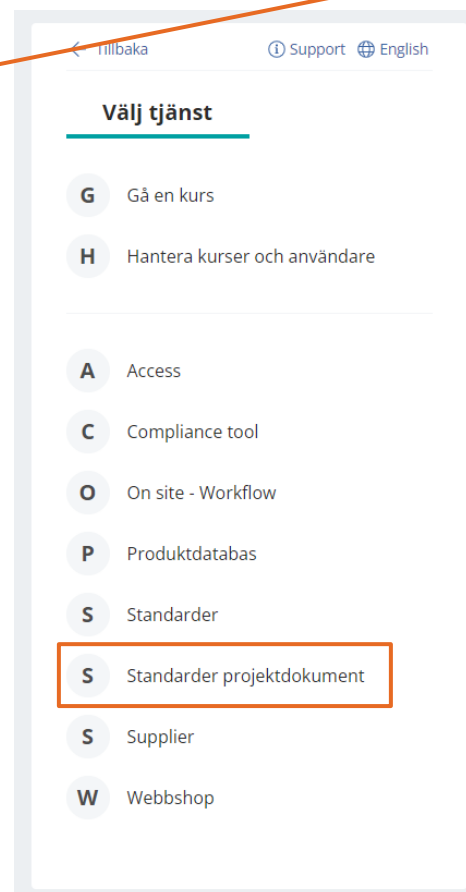 ← Tillbaka Support English
Välj tjänst
G Gå en kurs
H Hantera kurser och användare
A Access
C Compliance tool
O On site - Workflow
P Produktdatabas
S Standarder
S Standarder projektdokument
S Supplier
W Webbshop